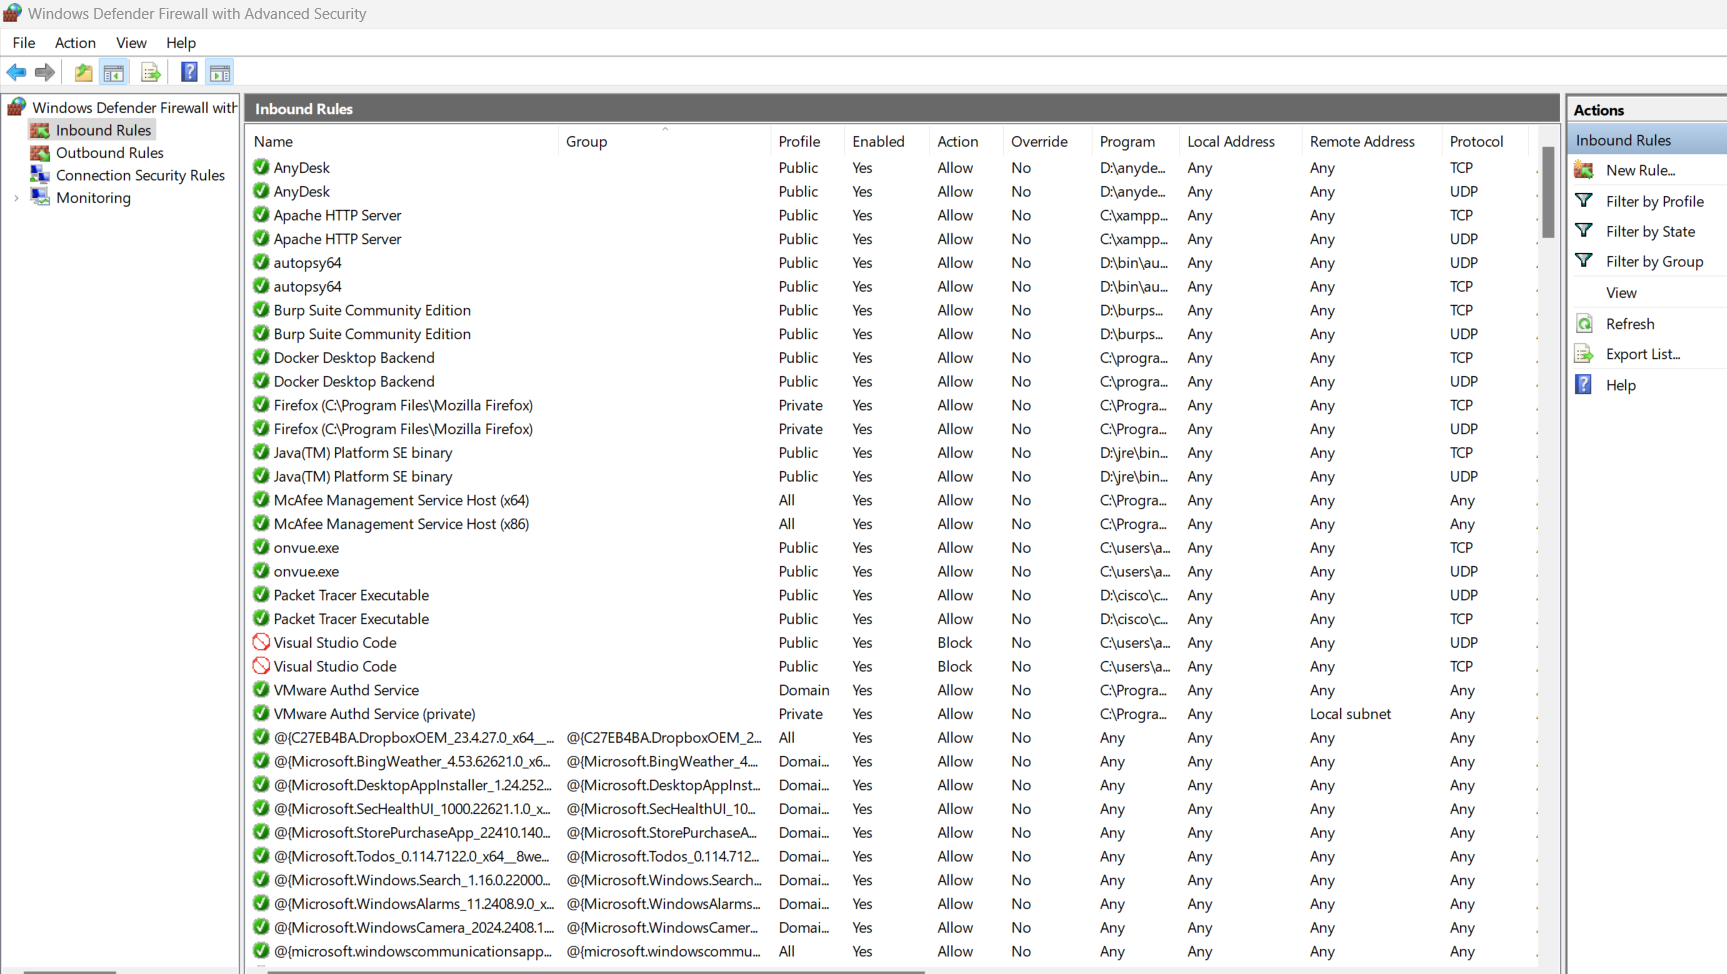 Windows Defender Firewall with Advanced Security
File Action View Help
Windows Defender Firewall with
Inbound Rules
Outbound Rules
Connection Security Rules
Monitoring
Inbound Rules
Name Group Profile Enabled Action Override Program Local Address Remote Address Protocol
AnyDesk Public Yes Allow No D:\anyde... Any Any TCP
AnyDesk Public Yes Allow No D:\anyde... Any Any UDP
Apache HTTP Server Public Yes Allow No C:\xampp... Any Any TCP
Apache HTTP Server Public Yes Allow No C:\xampp... Any Any UDP
autopsy64 Public Yes Allow No D:\bin\au... Any Any UDP
autopsy64 Public Yes Allow No D:\bin\au... Any Any TCP
Burp Suite Community Edition Public Yes Allow No D:\burps... Any Any TCP
Burp Suite Community Edition Public Yes Allow No D:\burps... Any Any UDP
Docker Desktop Backend Public Yes Allow No C:\progra... Any Any TCP
Docker Desktop Backend Public Yes Allow No C:\progra... Any Any UDP
Firefox (C:\Program Files\Mozilla Firefox) Private Yes Allow No C:\Progra... Any Any TCP
Firefox (C:\Program Files\Mozilla Firefox) Private Yes Allow No C:\Progra... Any Any UDP
Java(TM) Platform SE binary Public Yes Allow No D:\jre\bin... Any Any TCP
Java(TM) Platform SE binary Public Yes Allow No D:\jre\bin... Any Any UDP
McAfee Management Service Host (x64) All Yes Allow No C:\Progra... Any Any Any
McAfee Management Service Host (x86) All Yes Allow No C:\Progra... Any Any Any
onvue.exe Public Yes Allow No C:\users\a... Any Any TCP
onvue.exe Public Yes Allow No C:\users\a... Any Any UDP
Packet Tracer Executable Public Yes Allow No D:\cisco\c... Any Any UDP
Packet Tracer Executable Public Yes Allow No D:\cisco\c... Any Any TCP
Visual Studio Code Public Yes Block No C:\users\a... Any Any UDP
Visual Studio Code Public Yes Block No C:\users\a... Any Any TCP
VMware Authd Service Domain Yes Allow No C:\Progra... Any Any Any
VMware Authd Service (private) Private Yes Allow No C:\Progra... Any Local subnet Any
@{C27EB4BA.DropboxOEM_23.4.27.0_x64__... @{C27EB4BA.DropboxOEM_2... All Yes Allow No Any Any Any Any
@{Microsoft.BingWeather_4.53.62621.0_x6... @{Microsoft.BingWeather_4.... Domai... Yes Allow No Any Any Any Any
@{Microsoft.DesktopAppInstaller_1.24.252... @{Microsoft.DesktopAppInst... Domai... Yes Allow No Any Any Any Any
@{Microsoft.SecHealthUI_1000.22621.1.0_x... @{Microsoft.SecHealthUI_10... Domai... Yes Allow No Any Any Any Any
@{Microsoft.StorePurchaseApp_22410.140... @{Microsoft.StorePurchaseA... Domai... Yes Allow No Any Any Any Any
@{Microsoft.Todos_0.114.7122.0_x64__8we... @{Microsoft.Todos_0.114.712... Domai... Yes Allow No Any Any Any Any
@{Microsoft.Windows.Search_1.16.0.22000... @{Microsoft.Windows.Search... Domai... Yes Allow No Any Any Any Any
@{Microsoft.WindowsAlarms_11.2408.9.0_x... @{Microsoft.WindowsAlarms... Domai... Yes Allow No Any Any Any Any
@{Microsoft.WindowsCamera_2024.2408.1.... @{Microsoft.WindowsCamer... Domai... Yes Allow No Any Any Any Any
@{microsoft.windowscommunicationsapp... @{microsoft.windowscommu... All Yes Allow No Any Any Any Any
Actions
Inbound Rules
New Rule...
Filter by Profile
Filter by State
Filter by Group
View
Refresh
Export List...
Help